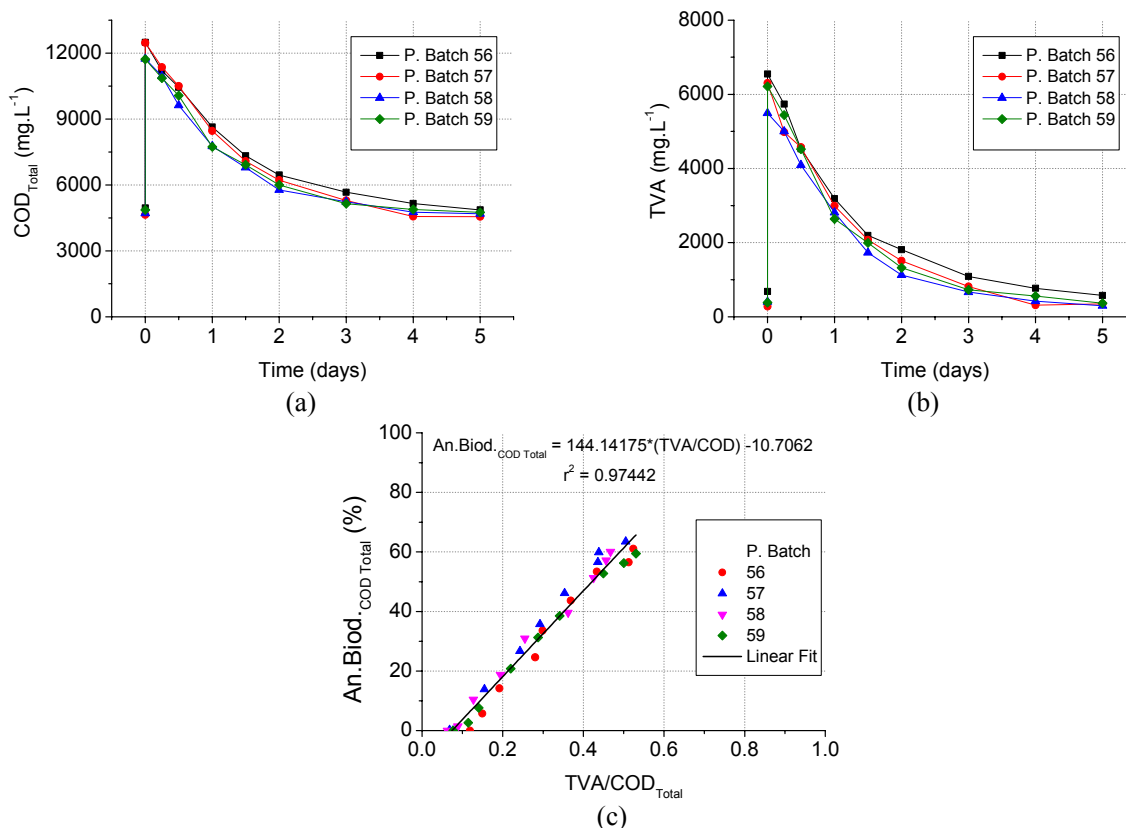 12000
9000
6000
3000
0
COD_Total (mg.L⁻¹)
P. Batch 56
P. Batch 57
P. Batch 58
P. Batch 59
0 1 2 3 4 5
Time (days)
(a)
8000
6000
4000
2000
0
TVA (mg.L⁻¹)
P. Batch 56
P. Batch 57
P. Batch 58
P. Batch 59
0 1 2 3 4 5
Time (days)
(b)
An.Biod._COD Total = 144.14175*(TVA/COD) -10.7062
r² = 0.97442
100
80
60
40
20
0
An.Biod._COD Total (%)
P. Batch
56
57
58
59
Linear Fit
0.0 0.2 0.4 0.6 0.8 1.0
TVA/COD_Total
(c)